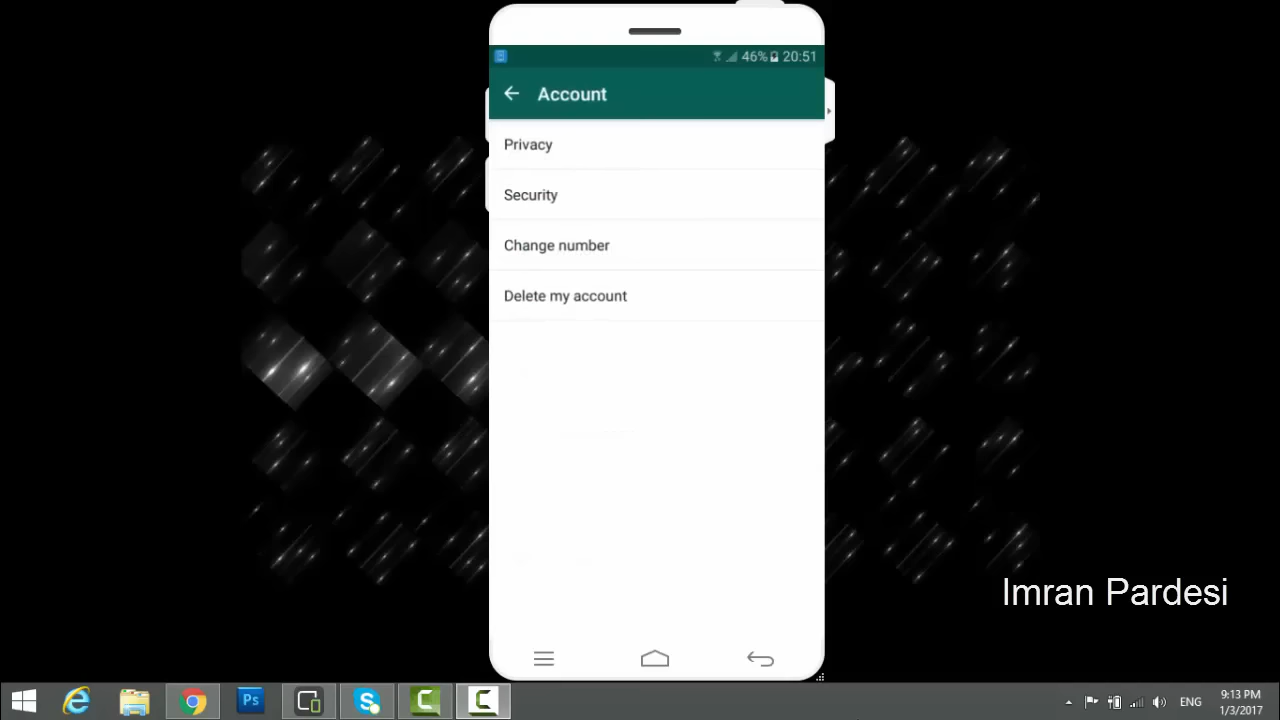 46% 20:51
Account
Privacy
Security
Change number
Delete my account
Imran Pardesi
Ps
ENG
9:13 PM
1/3/2017